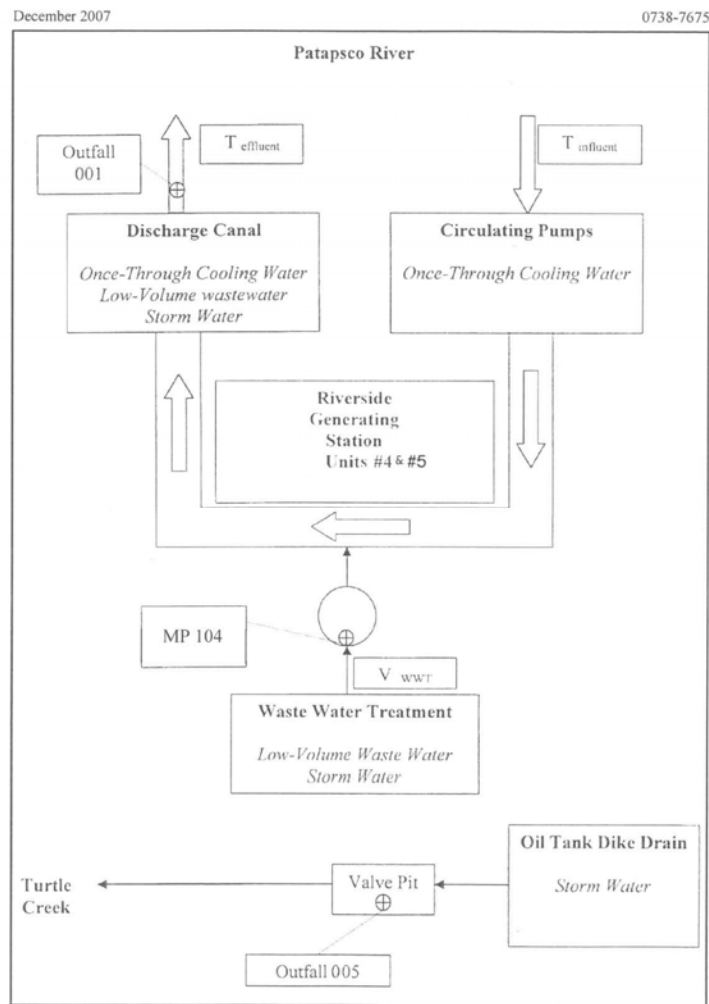 December 2007
0738-7675
Patapsco River
T effluent
T influent
Outfall
001
Discharge Canal
Once-Through Cooling Water
Low-Volume wastewater
Storm Water
Circulating Pumps
Once-Through Cooling Water
Riverside
Generating
Station
Units #4 & #5
MP 104
V WWT
Waste Water Treatment
Low-Volume Waste Water
Storm Water
Oil Tank Dike Drain
Storm Water
Valve Pit
Turtle
Creek
Outfall 005